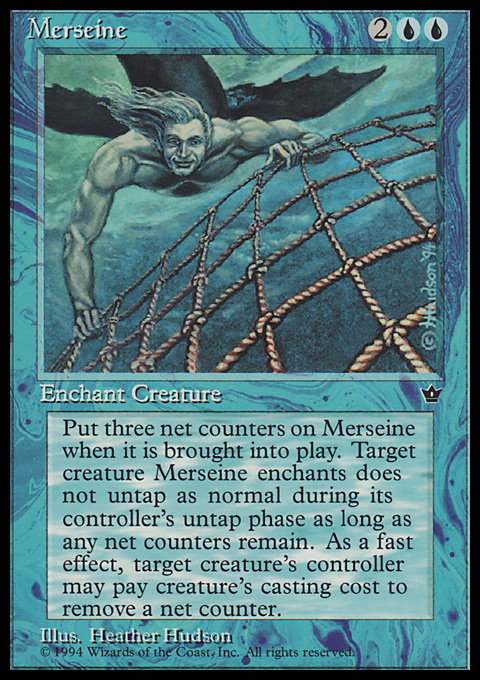 Merseine 2
© Hudson '94
Enchant Creature
Put three net counters on Merseine
when it is brought into play. Target
creature Merseine enchants does
not untap as normal during its
controller's untap phase as long as
any net counters remain. As a fast
effect, target creature's controller
may pay creature's casting cost to
remove a net counter.
Illus. Heather Hudson
© 1994 Wizards of the Coast, Inc. All rights reserved.